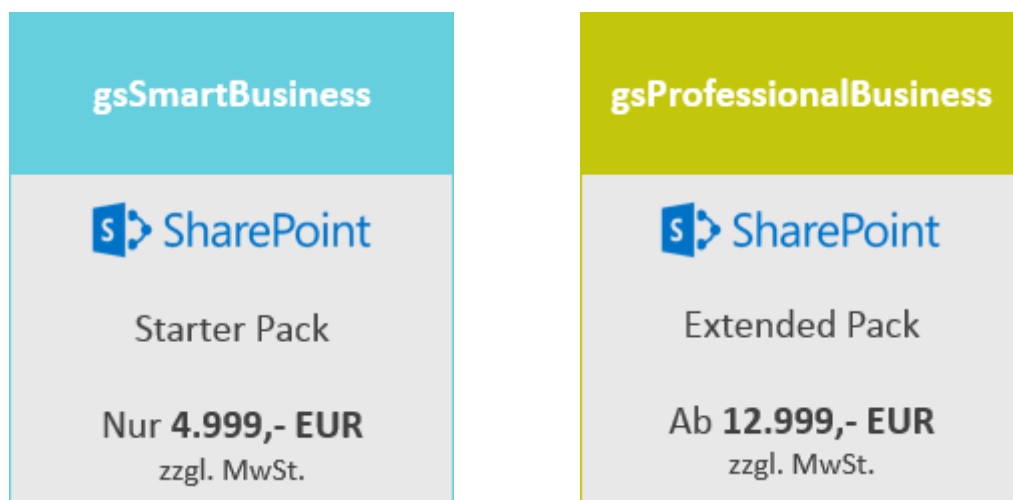 gsSmartBusiness
S SharePoint
Starter Pack
Nur 4.999,- EUR
zzgl. MwSt.
gsProfessionalBusiness
S SharePoint
Extended Pack
Ab 12.999,- EUR
zzgl. MwSt.